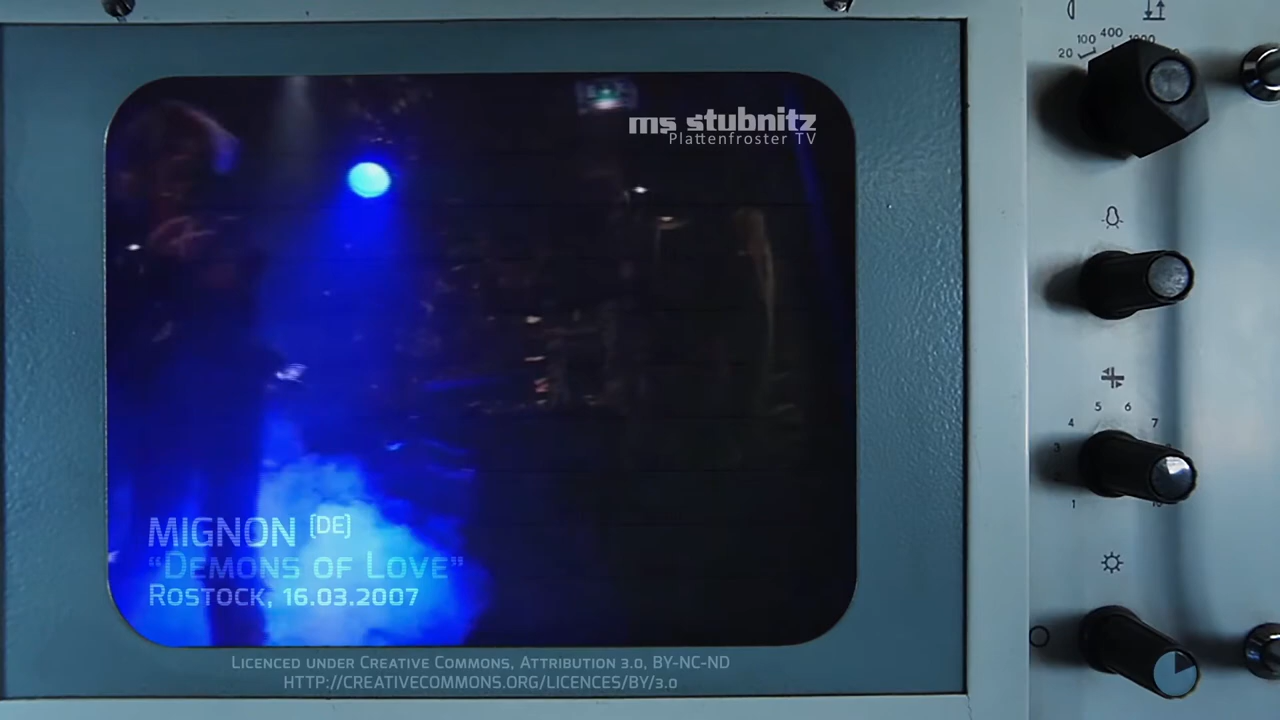 ms stubnitz
Plattenfroster TV
20 100 400 1000
5 6
4 7
3
1 10
MIGNON [DE]
“DEMONS OF LOVE”
ROSTOCK, 16.03.2007
LICENCED UNDER CREATIVE COMMONS, ATTRIBUTION 3.0, BY-NC-ND
HTTP://CREATIVECOMMONS.ORG/LICENCES/BY/3.0